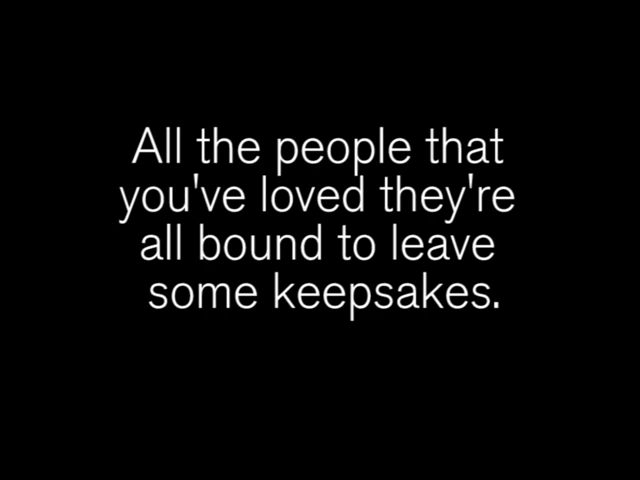 All the people that
you've loved they're
all bound to leave
some keepsakes.